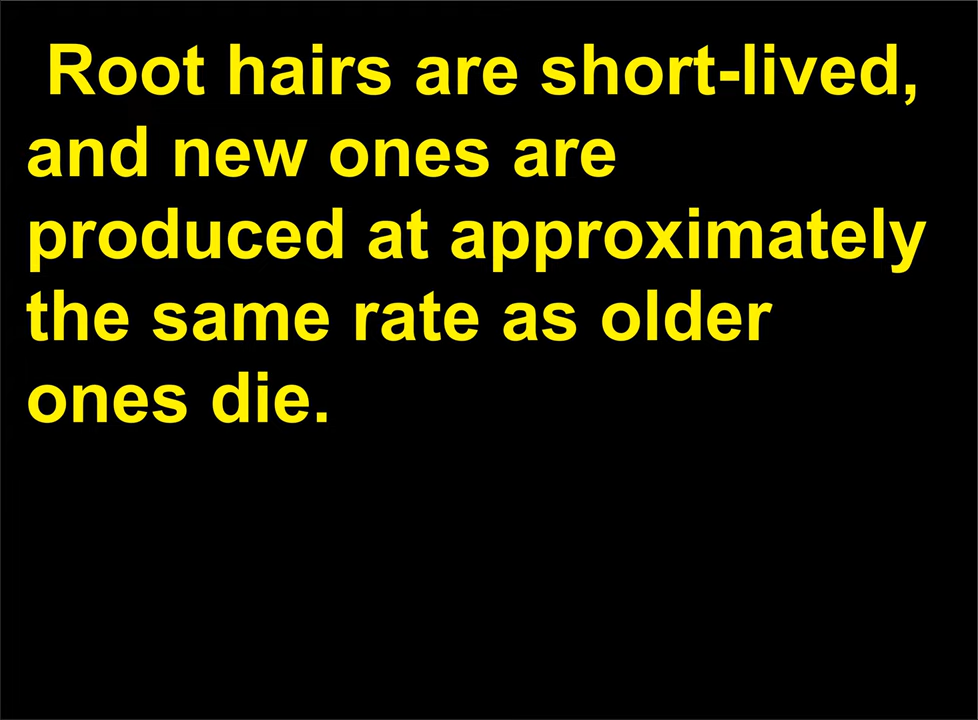 Root hairs are short-lived,
and new ones are
produced at approximately
the same rate as older
ones die.